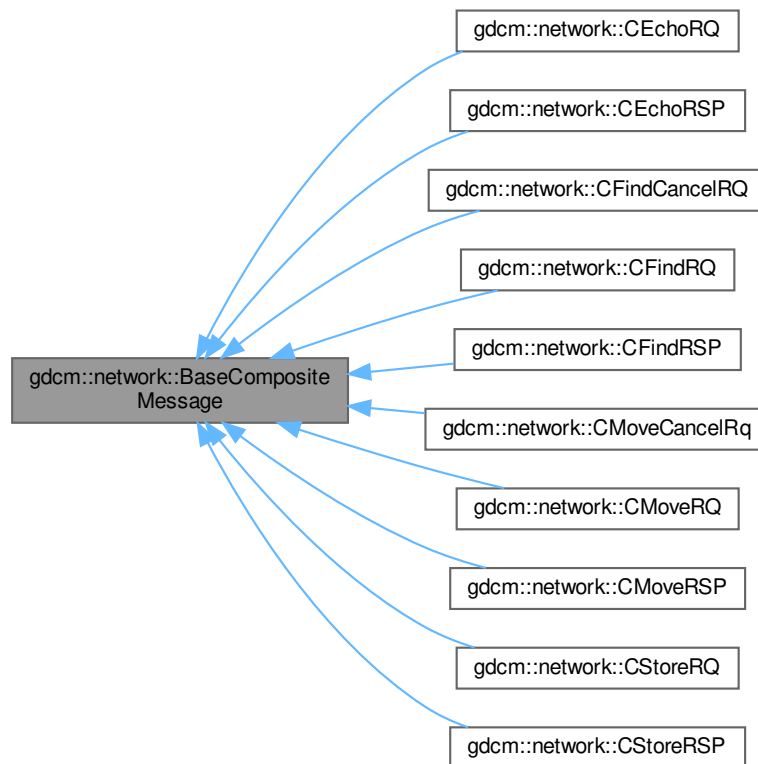 gdcm::network::CEchoRQ
gdcm::network::CEchoRSP
gdcm::network::CFindCancelRQ
gdcm::network::CFindRQ
gdcm::network::CFindRSP
gdcm::network::BaseComposite
Message
gdcm::network::CMoveCancelRq
gdcm::network::CMoveRQ
gdcm::network::CMoveRSP
gdcm::network::CStoreRQ
gdcm::network::CStoreRSP